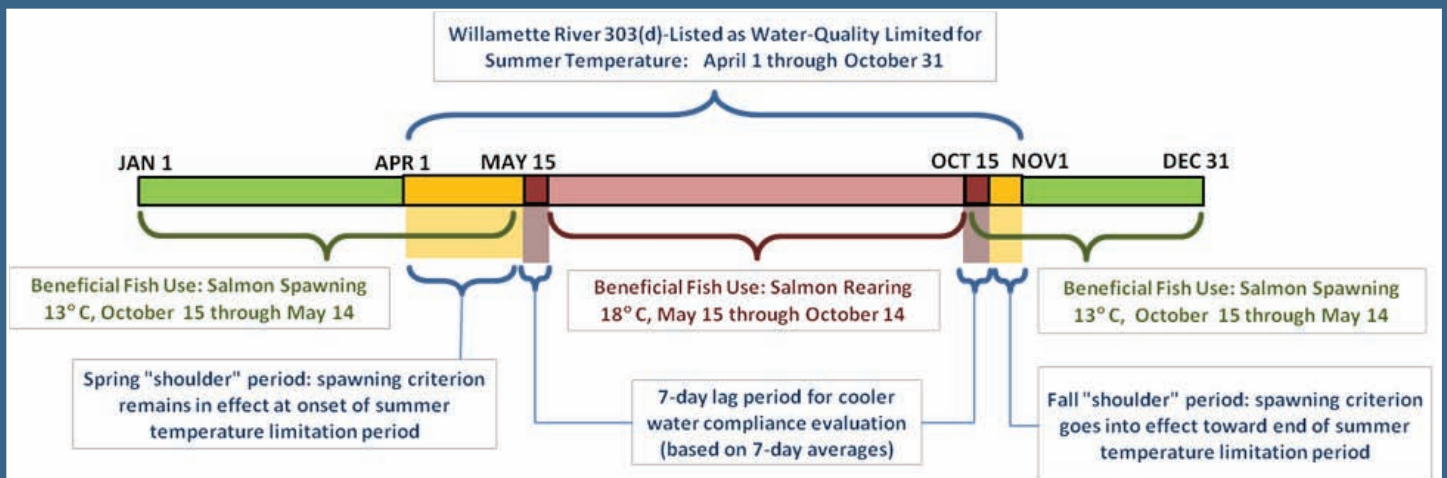 Willamette River 303(d)-Listed as Water-Quality Limited for
Summer Temperature: April 1 through October 31
JAN 1
APR 1
MAY 15
OCT 15
NOV1
DEC 31
Beneficial Fish Use: Salmon Spawning
13° C, October 15 through May 14
Beneficial Fish Use: Salmon Rearing
18° C, May 15 through October 14
Beneficial Fish Use: Salmon Spawning
13° C, October 15 through May 14
Spring "shoulder" period: spawning criterion
remains in effect at onset of summer
temperature limitation period
7-day lag period for cooler
water compliance evaluation
(based on 7-day averages)
Fall "shoulder" period: spawning criterion
goes into effect toward end of summer
temperature limitation period